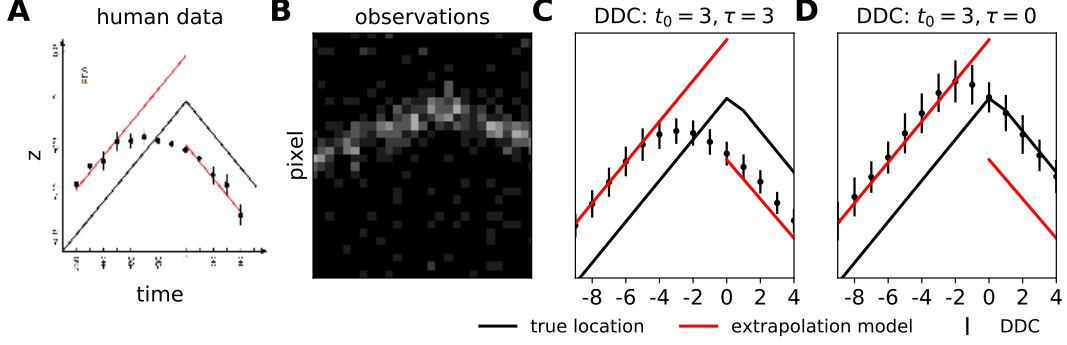 A human data
B observations
C DDC: t₀ = 3, τ = 3
D DDC: t₀ = 3, τ = 0
z
time
pixel
-8 -6 -4 -2 0 2 4
-8 -6 -4 -2 0 2 4
true location extrapolation model DDC